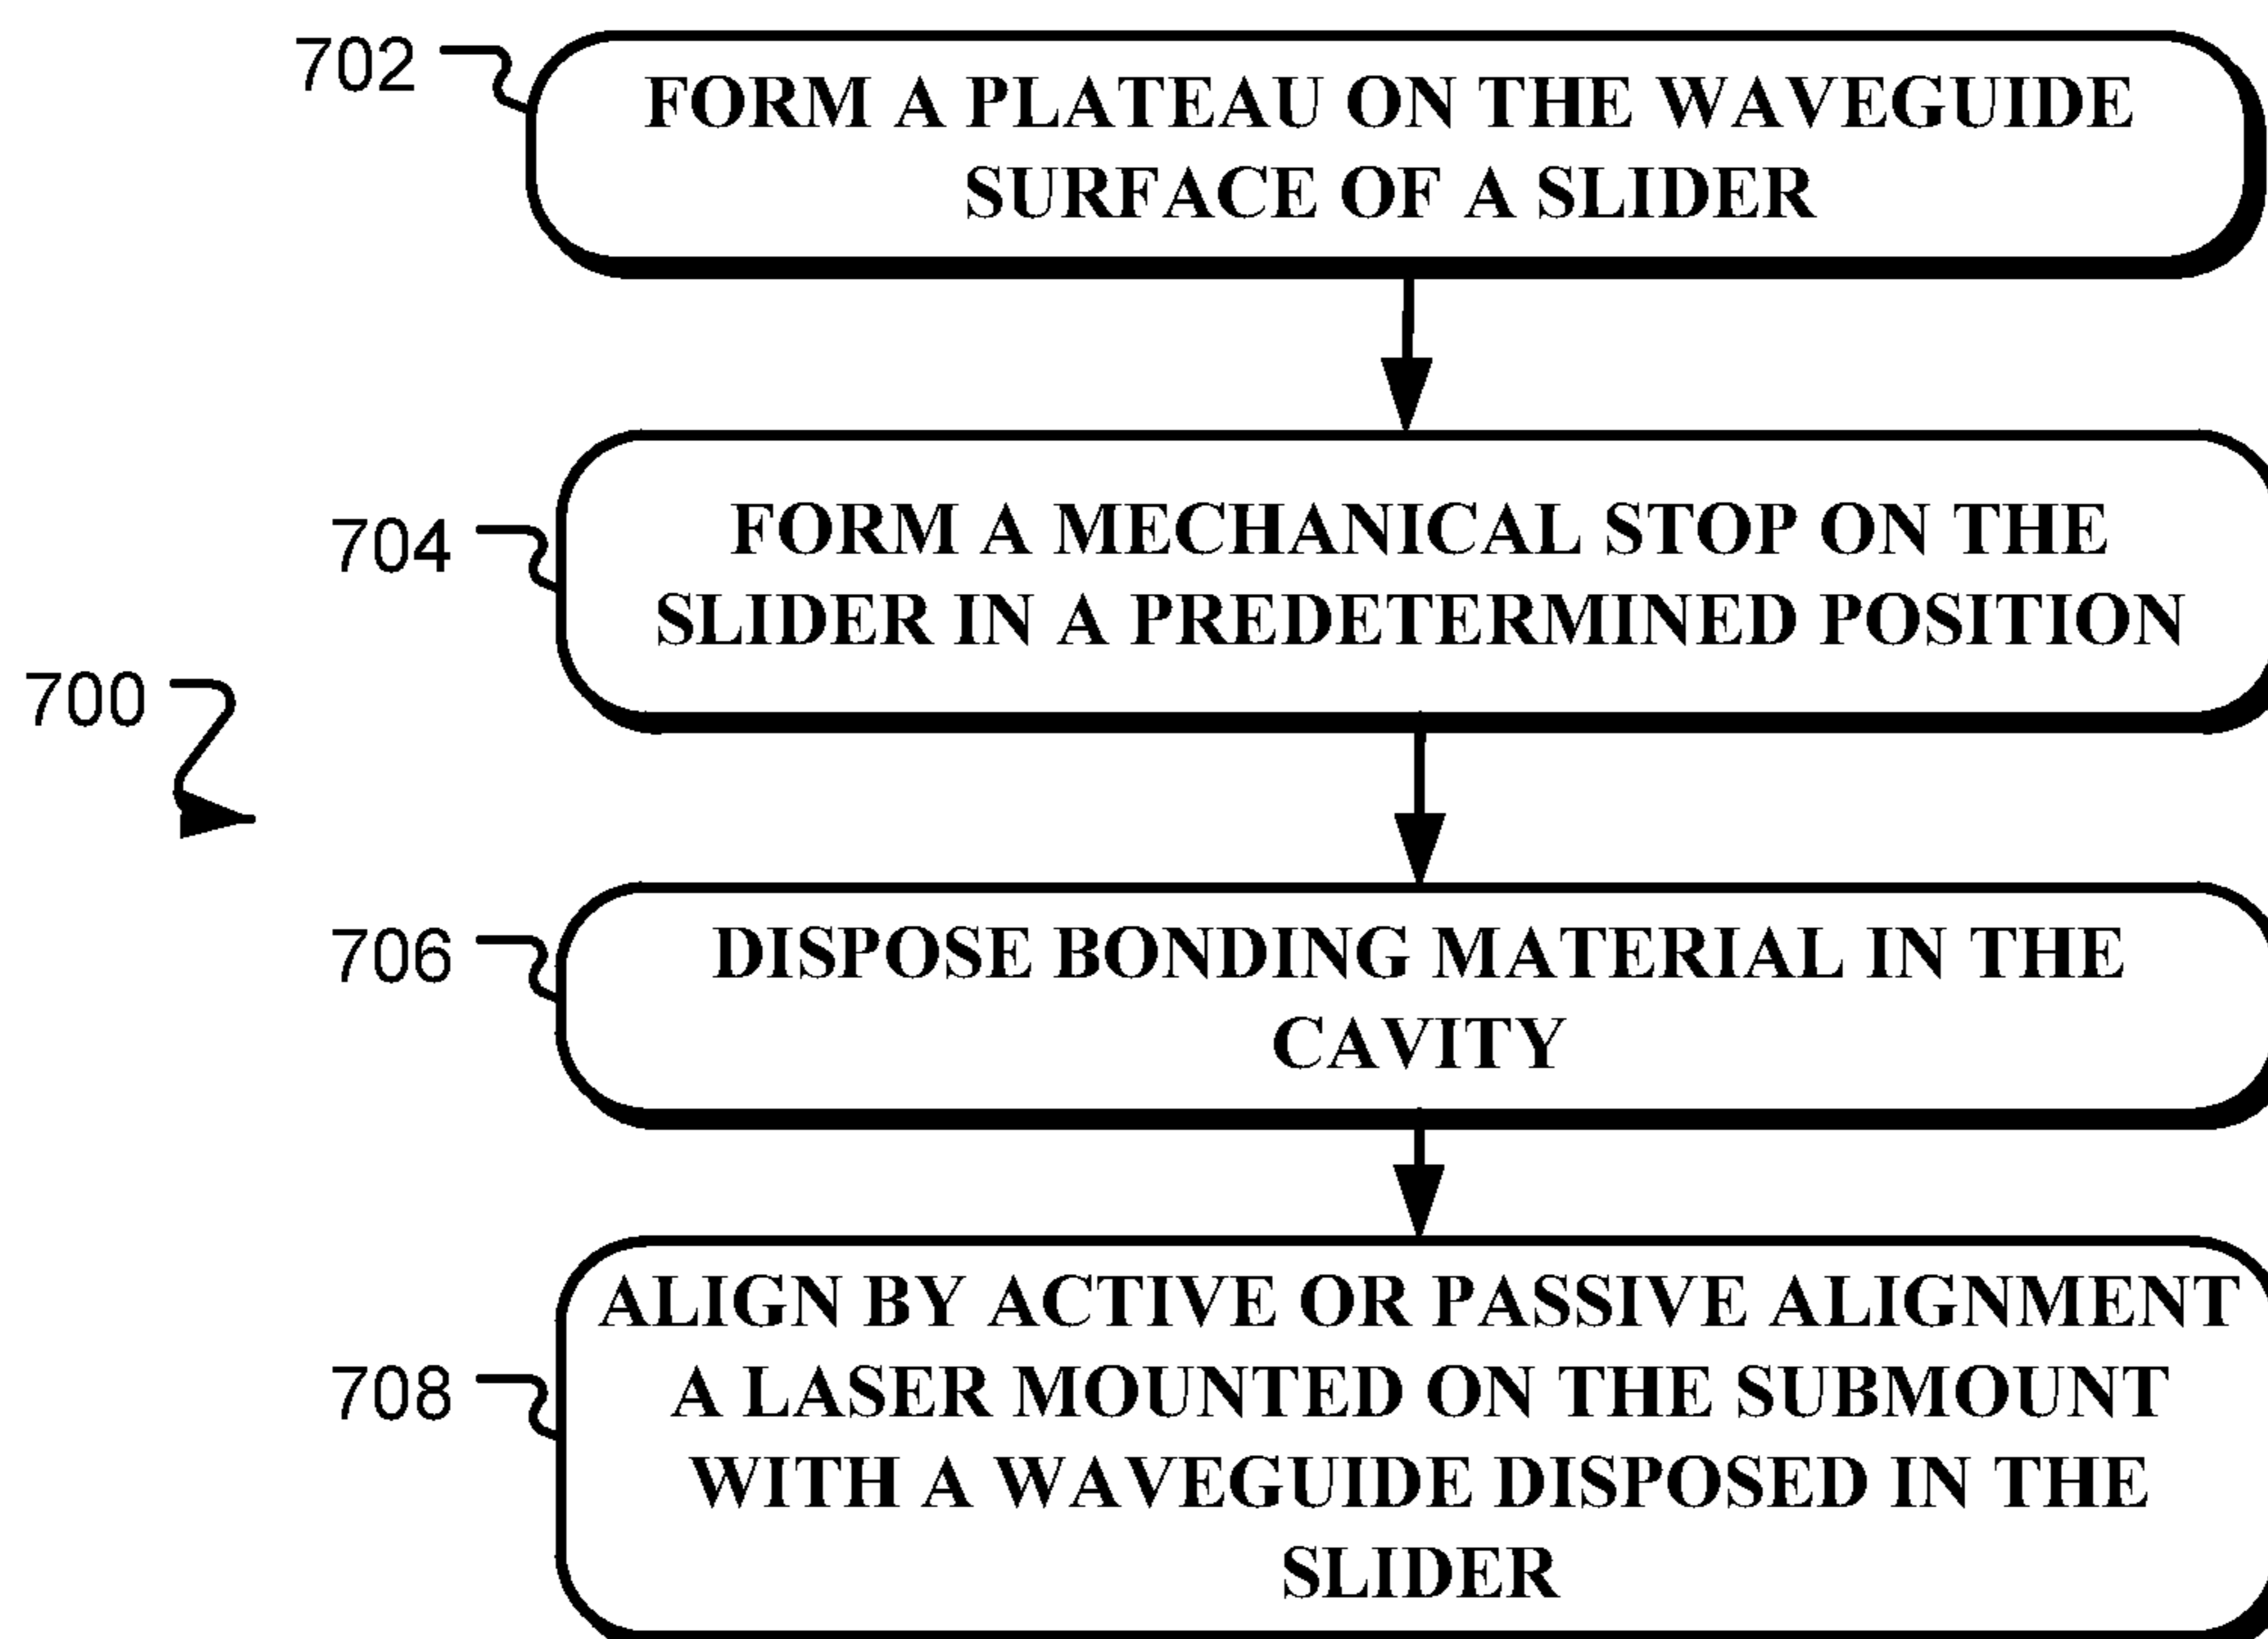 702
FORM A PLATEAU ON THE WAVEGUIDE
SURFACE OF A SLIDER
704
FORM A MECHANICAL STOP ON THE
SLIDER IN A PREDETERMINED POSITION
700
706
DISPOSE BONDING MATERIAL IN THE
CAVITY
708
ALIGN BY ACTIVE OR PASSIVE ALIGNMENT
A LASER MOUNTED ON THE SUBMOUNT
WITH A WAVEGUIDE DISPOSED IN THE
SLIDER